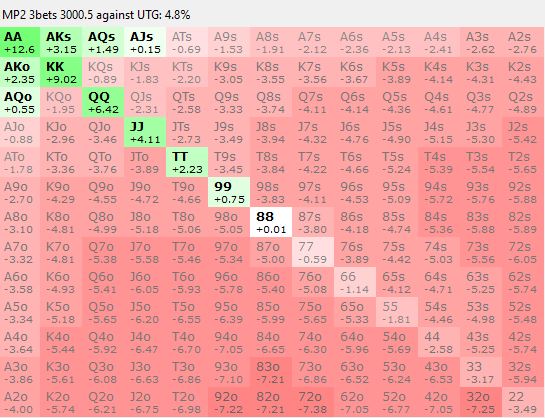 MP2 3bets 3000.5 against UTG: 4.8%
AA AKs AQs AJs ATs A9s A8s A7s A6s A5s A4s A3s A2s
+12.6 +3.15 +1.49 +0.15 -0.69 -1.53 -1.91 -2.12 -2.36 -2.13 -2.41 -2.62 -2.76
AKo KK KQs KJs KTs K9s K8s K7s K6s K5s K4s K3s K2s
+2.35 +9.02 -0.89 -1.83 -2.20 -3.05 -3.55 -3.56 -3.67 -3.89 -4.14 -4.31 -4.43
AQo KQo QQ QJs QTs Q9s Q8s Q7s Q6s Q5s Q4s Q3s Q2s
+0.55 -1.95 +6.42 -2.31 -2.58 -3.33 -3.74 -4.11 -4.14 -4.36 -4.61 -4.77 -4.89
AJo KJo QJo JJ JTs J9s J8s J7s J6s J5s J4s J3s J2s
-0.88 -2.96 -3.46 +4.11 -2.73 -3.49 -3.94 -4.32 -4.76 -4.90 -5.15 -5.30 -5.42
ATo KTo QTo JTo TT T9s T8s T7s T6s T5s T4s T3s T2s
-1.78 -3.36 -3.76 -3.89 +2.23 -3.45 -3.84 -4.22 -4.66 -5.24 -5.39 -5.54 -5.65
A9o K9o Q9o J9o T9o 99 98s 97s 96s 95s 94s 93s 92s
-2.70 -4.29 -4.55 -4.72 -4.66 +0.75 -3.83 -4.11 -4.53 -5.09 -5.72 -5.76 -5.88
A8o K8o Q8o J8o T8o 98o 88 87s 86s 85s 84s 83s 82s
-3.10 -4.81 -4.99 -5.18 -5.06 -5.05 +0.01 -3.80 -4.18 -4.74 -5.36 -5.88 -5.89
A7o K7o Q7o J7o T7o 97o 87o 77 76s 75s 74s 73s 72s
-3.32 -4.81 -5.38 -5.58 -5.46 -5.34 -5.00 -0.59 -3.89 -4.42 -5.03 -5.56 -6.05
A6o K6o Q6o J6o T6o 96o 86o 76o 66 65s 64s 63s 62s
-3.58 -4.93 -5.41 -6.05 -5.93 -5.78 -5.40 -5.08 -1.14 -4.12 -4.71 -5.25 -5.74
A5o K5o Q5o J5o T5o 95o 85o 75o 65o 55 54s 53s 52s
-3.34 -5.18 -5.65 -6.20 -6.55 -6.39 -5.99 -5.65 -5.33 -1.81 -4.46 -4.98 -5.48
A4o K4o Q4o J4o T4o 94o 84o 74o 64o 54o 44 43s 42s
-3.64 -5.44 -5.92 -6.47 -6.70 -7.05 -6.65 -6.30 -5.96 -5.69 -2.58 -5.25 -5.74
A3o K3o Q3o J3o T3o 93o 83o 73o 63o 53o 43o 33 32s
-3.86 -5.61 -6.08 -6.63 -6.86 -7.10 -7.21 -6.86 -6.52 -6.24 -6.53 -3.17 -5.94
A2o K2o Q2o J2o T2o 92o 82o 72o 62o 52o 42o 32o 22
-4.00 -5.74 -6.21 -6.75 -6.98 -7.22 -7.21 -7.38 -7.05 -6.77 -7.05 -7.25 -3.49